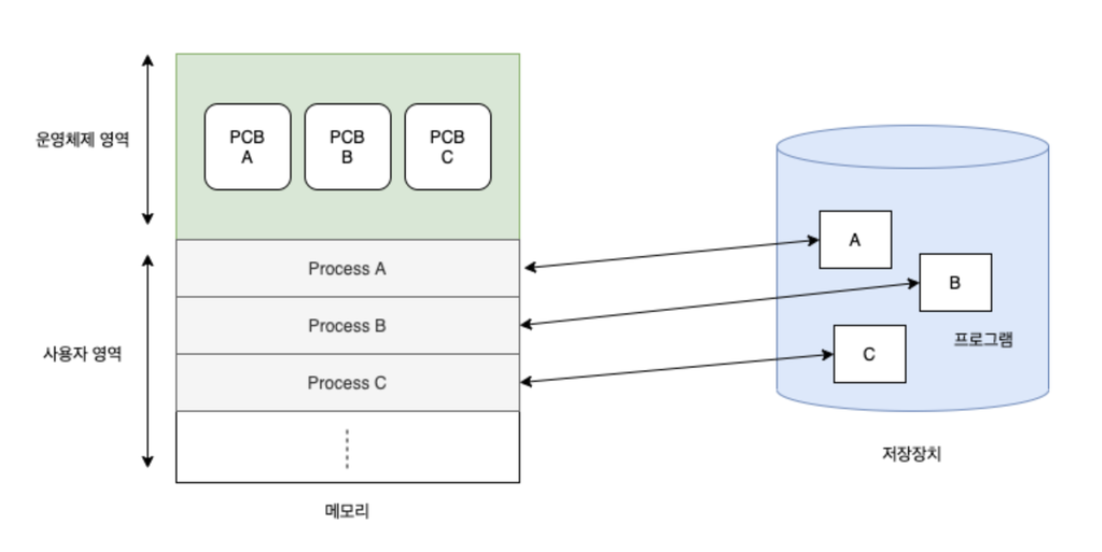 운영체제 영역
PCB
A
PCB
B
PCB
C
사용자 영역
Process A
Process B
Process C
메모리
A
B
프로그램
C
저장장치